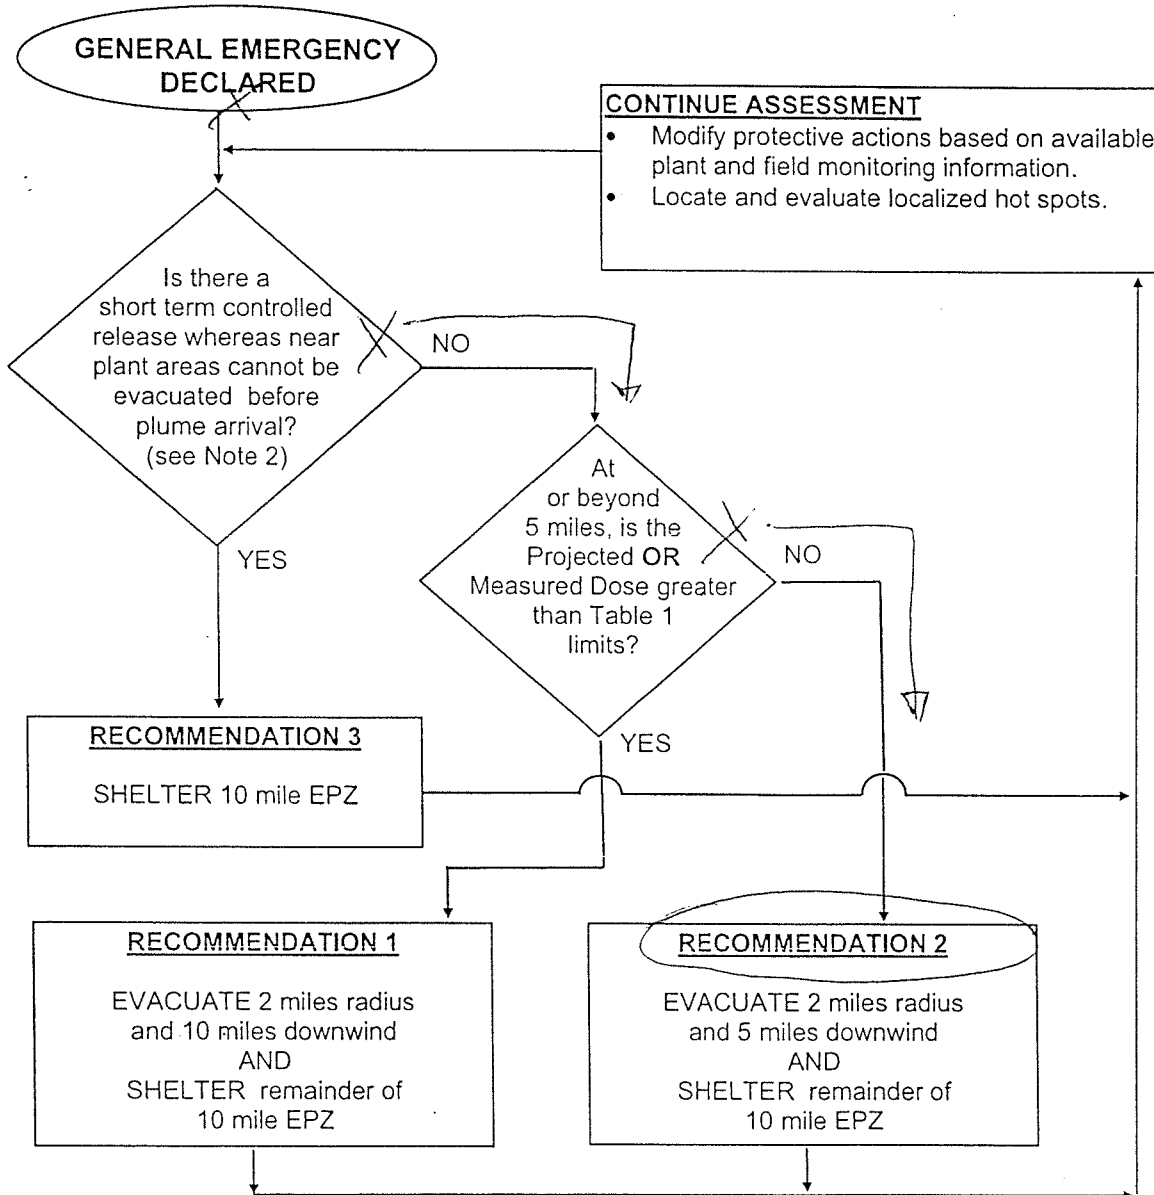 GENERAL EMERGENCY
DECLARED
CONTINUE ASSESSMENT
• Modify protective actions based on available
plant and field monitoring information.
• Locate and evaluate localized hot spots.
Is there a
short term controlled
release whereas near
plant areas cannot be
evacuated before
plume arrival?
(see Note 2)
NO
YES
At
or beyond
5 miles, is the
Projected OR
Measured Dose greater
than Table 1
limits?
NO
YES
RECOMMENDATION 3
SHELTER 10 mile EPZ
RECOMMENDATION 1
EVACUATE 2 miles radius
and 10 miles downwind
AND
SHELTER remainder of
10 mile EPZ
RECOMMENDATION 2
EVACUATE 2 miles radius
and 5 miles downwind
AND
SHELTER remainder of
10 mile EPZ